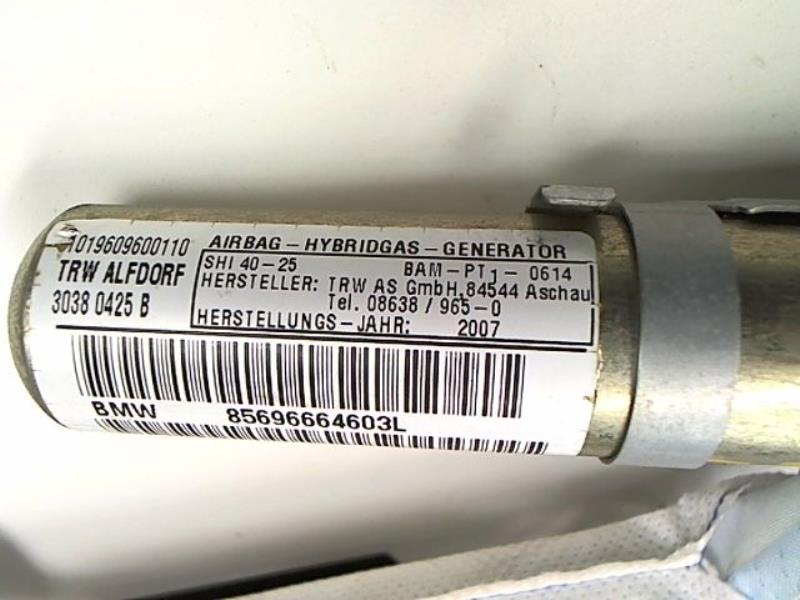 1019609600110
TRW ALFDORF
3038 0425 B
AIRBAG-HYBRIDGAS-GENERATOR
SHI 40-25 BAM-PT1-0614
HERSTELLER: TRW AS GmbH, 84544 Aschau
Tel. 08638 / 965-0
HERSTELLUNGS-JAHR: 2007
BMW 85696664603L